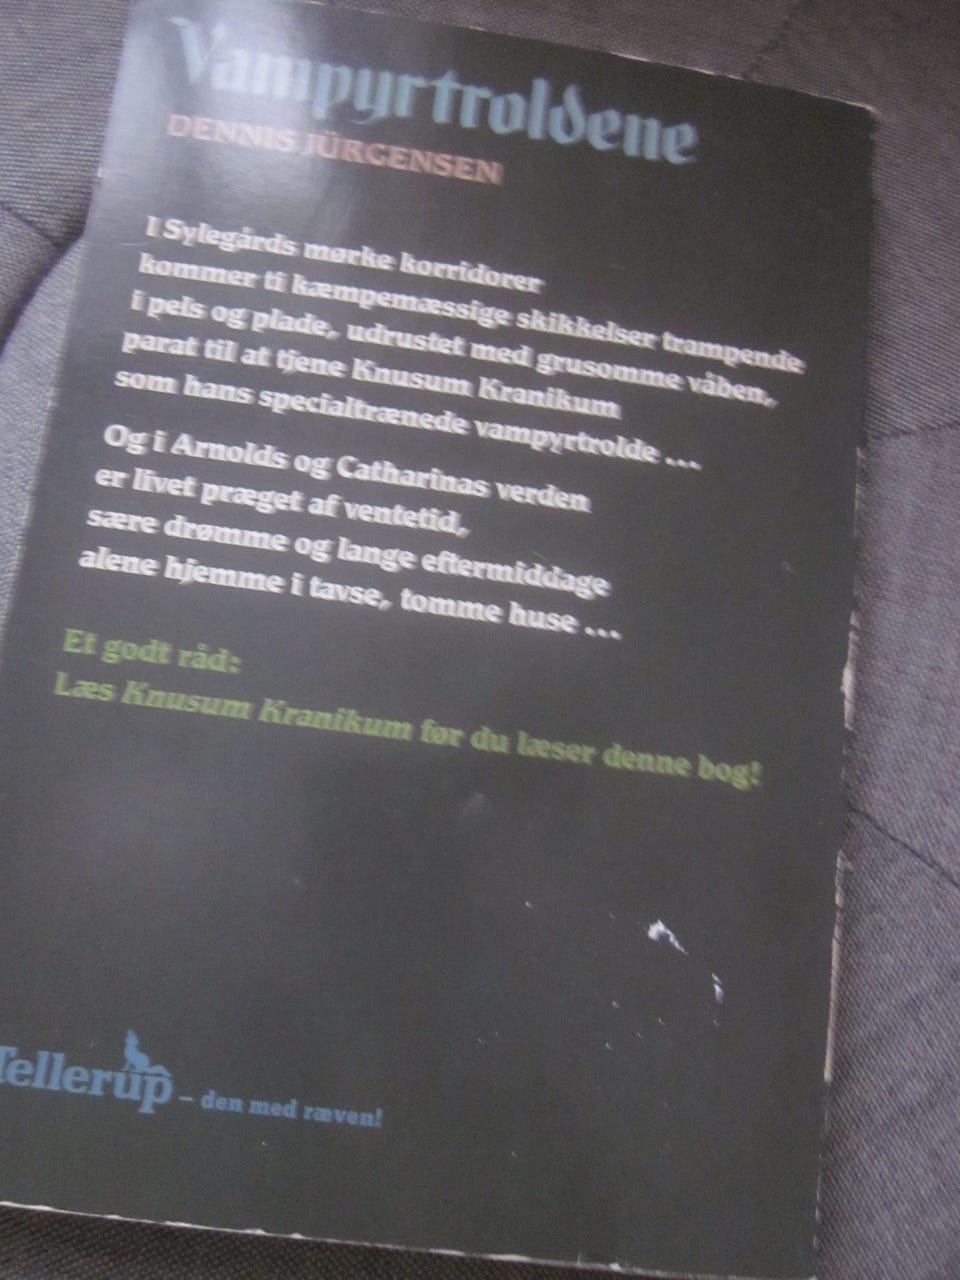 Vampyrtroldene
DENNIS JÜRGENSEN
I Sylegårds mørke korridorer
kommer ti kæmpemæssige skikkelser trampende
i pels og plade, udrustet med grusomme våben,
parat til at tjene Knusum Kranikum
som hans specialtrænede vampyrtrolde ...
Og i Arnolds og Catharinas verden
er livet præget af ventetid,
sære drømme og lange eftermiddage
alene hjemme i tavse, tomme huse ...
Et godt råd:
Læs Knusum Kranikum før du læser denne bog!
Tellerup – den med ræven!